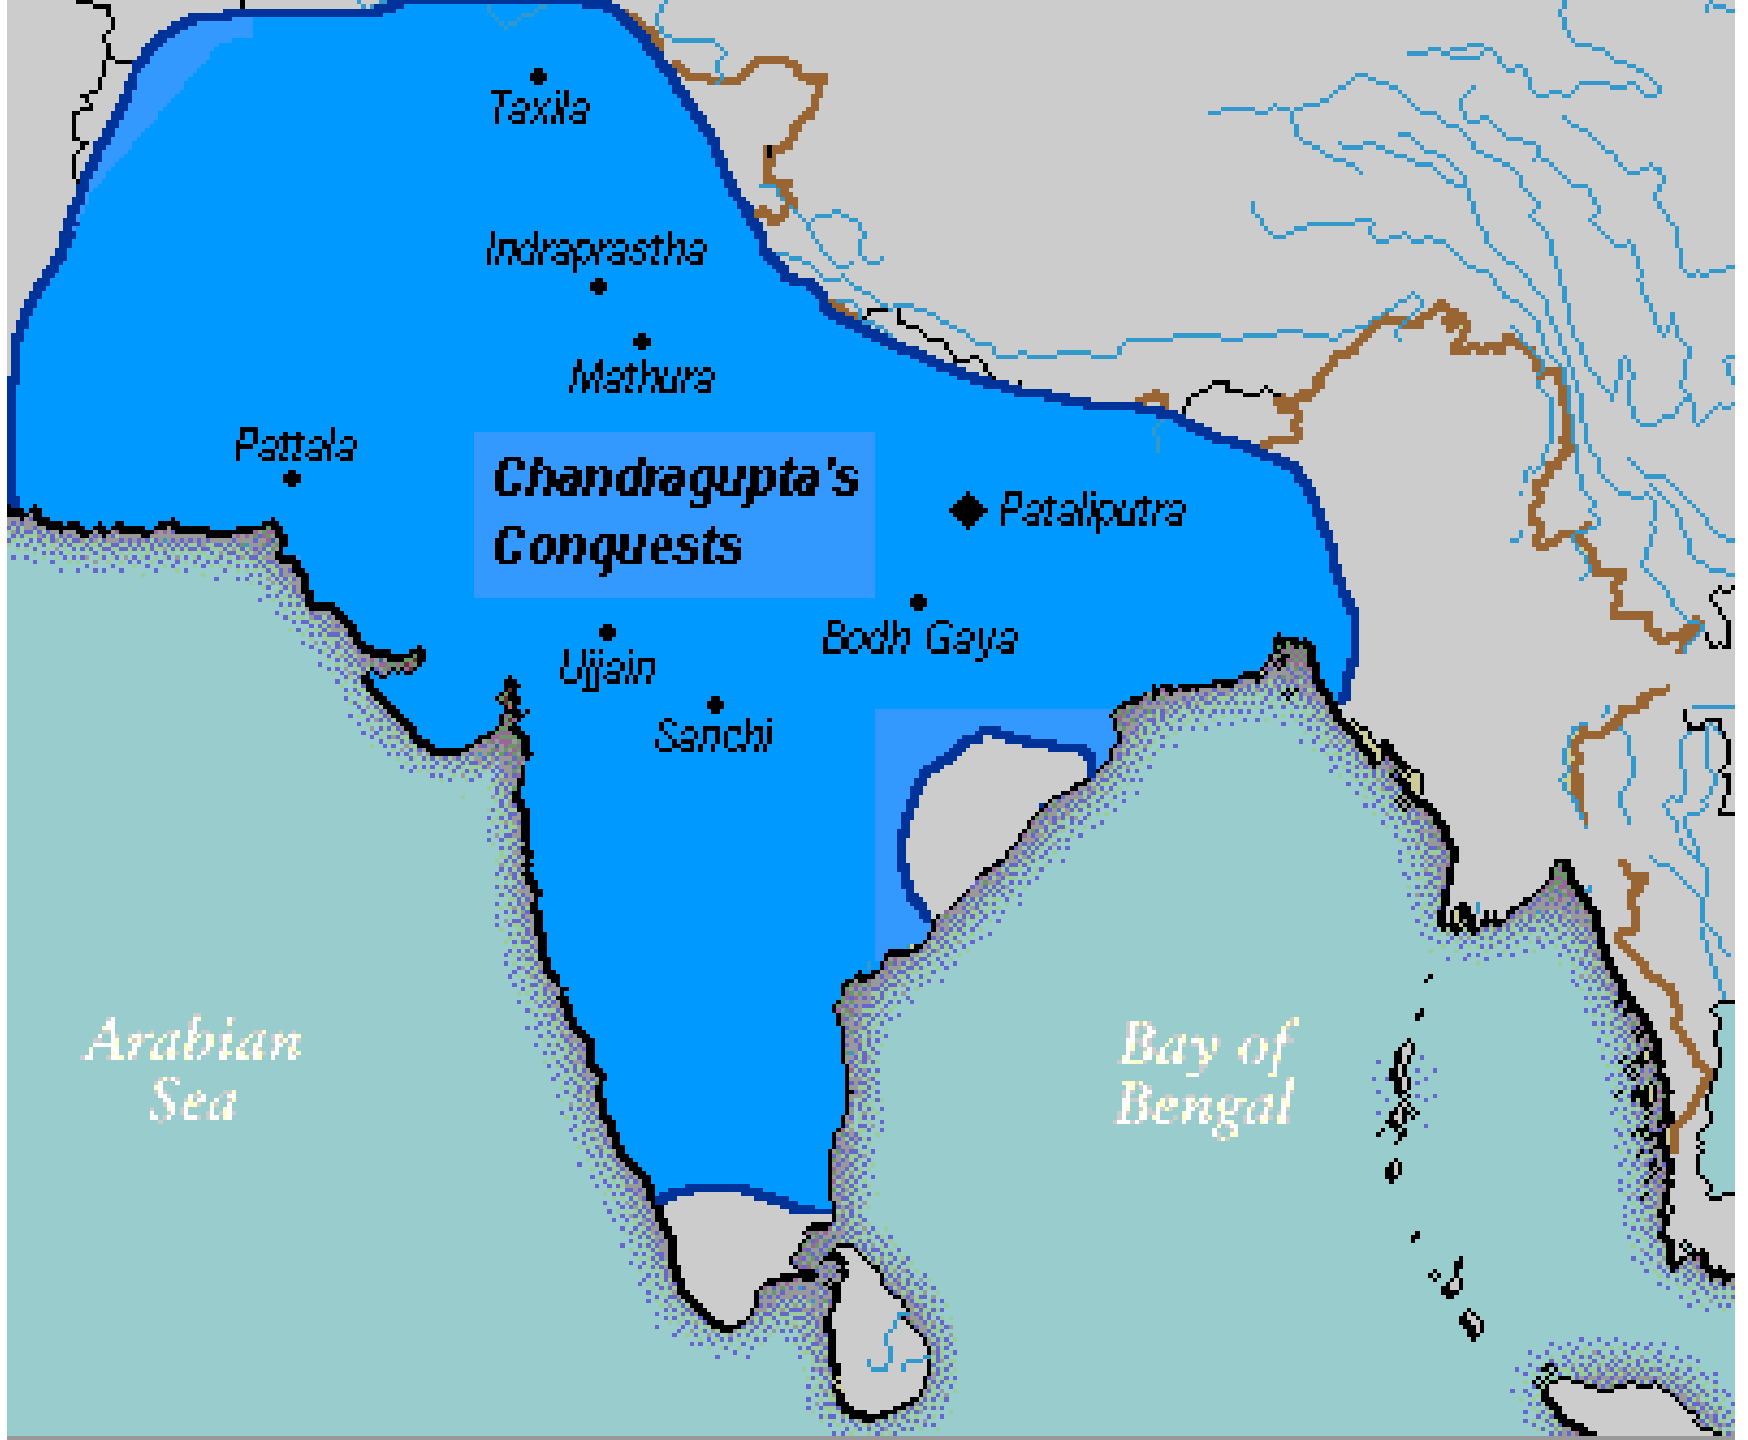 Taxila
Indraprastha
Mathura
Pattala
Chandragupta's
Conquests
Pataliputra
Bodh Gaya
Ujjain
Sanchi
Arabian
Sea
Bay of
Bengal